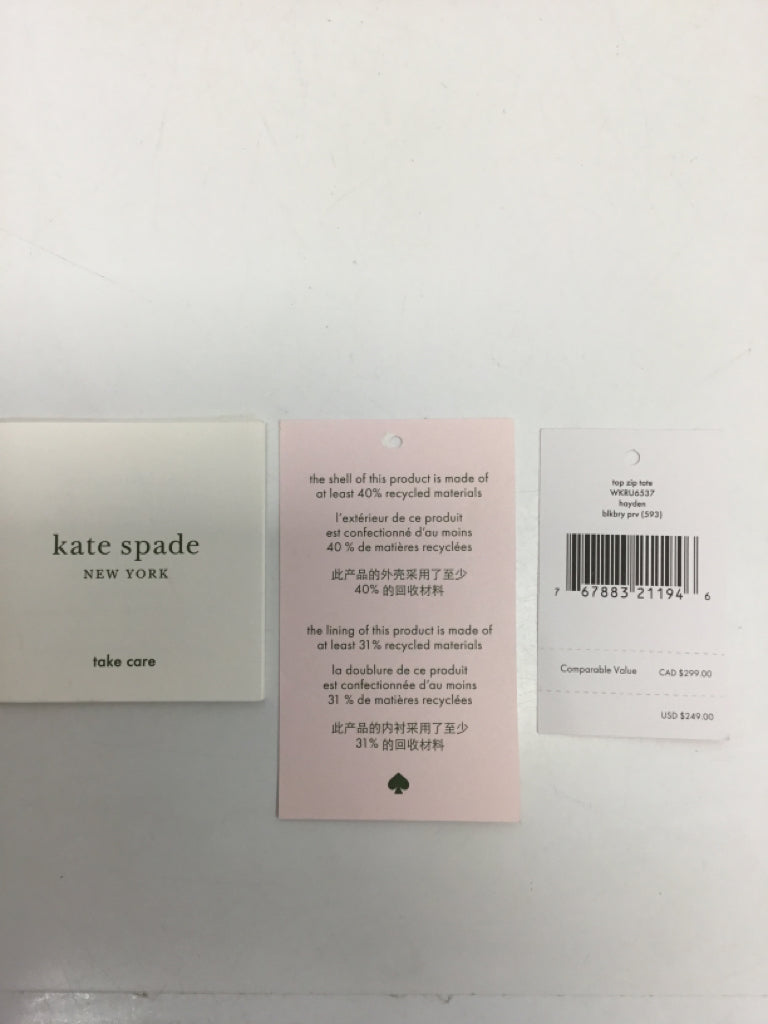 kate spade
NEW YORK
take care
the shell of this product is made of
at least 40% recycled materials
l'extérieur de ce produit
est confectionné d'au moins
40 % de matières recyclées
此产品的外壳采用了至少
40% 的回收材料
the lining of this product is made of
at least 31% recycled materials
la doublure de ce produit
est confectionnée d'au moins
31 % de matières recyclées
此产品的内衬采用了至少
31% 的回收材料
top zip tote
WKRU6537
hayden
blkbry prv (593)
7 67883 21194 6
Comparable Value CAD $299.00
USD $249.00